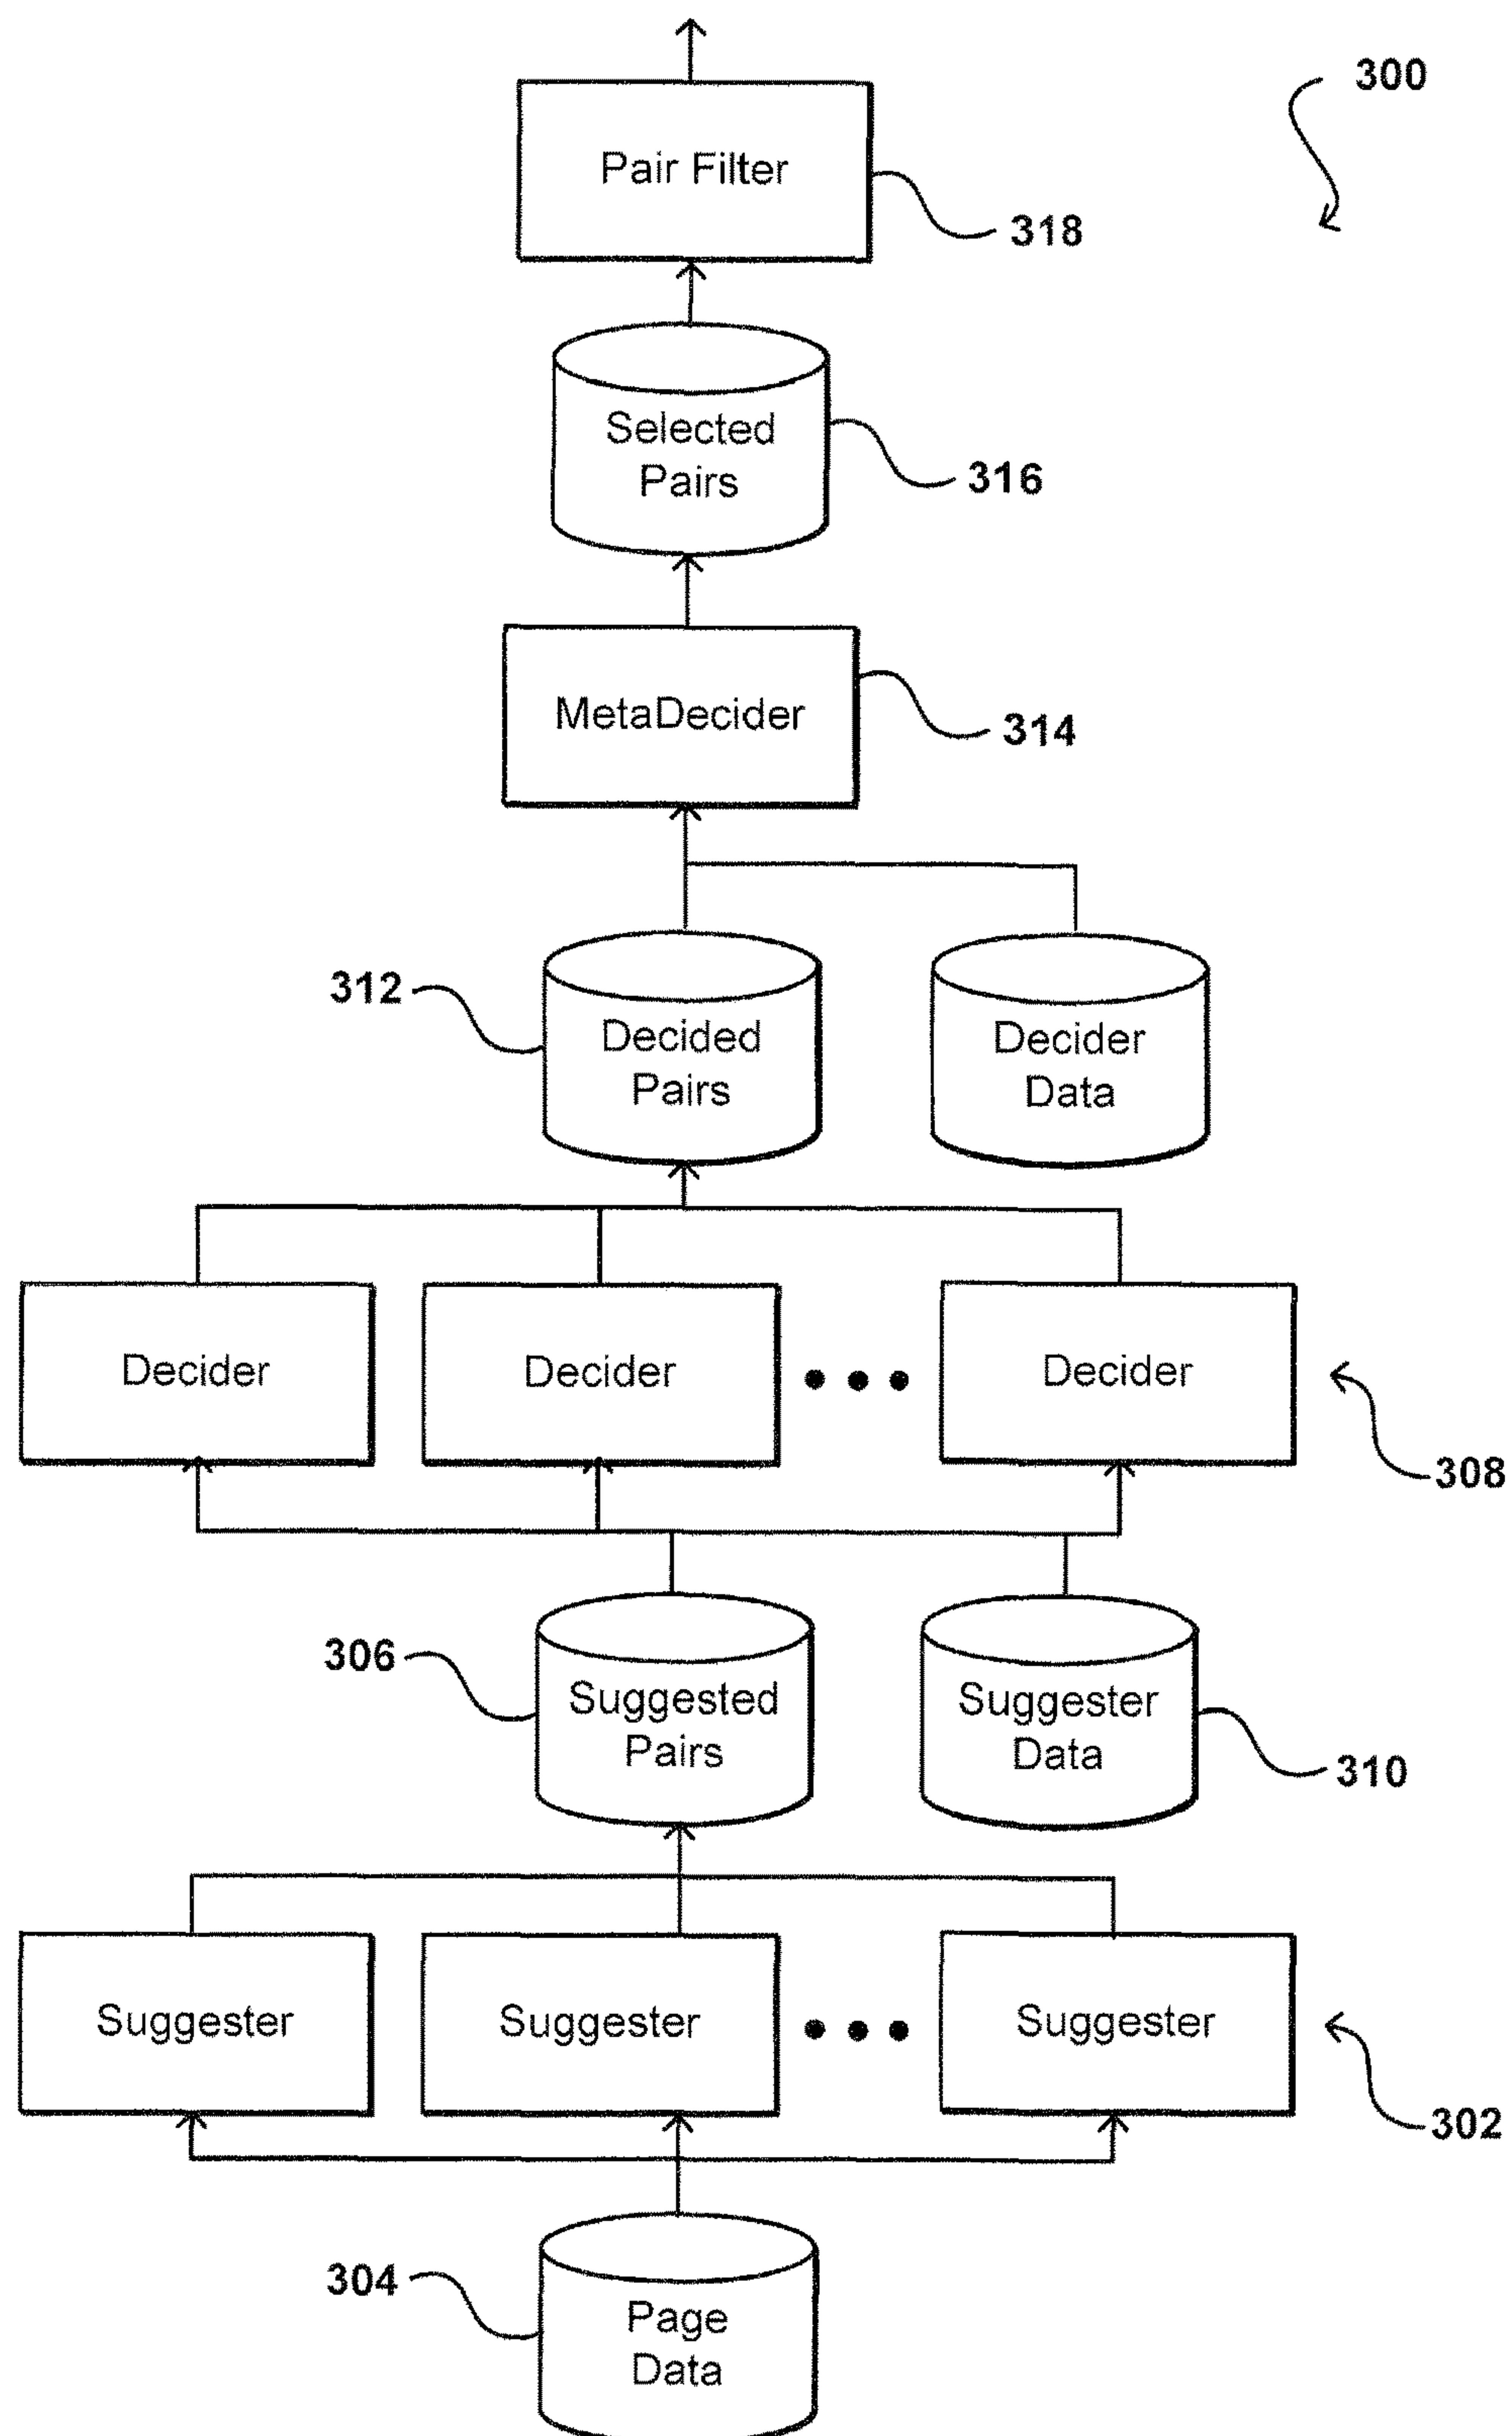 300
Pair Filter
318
Selected
Pairs
316
MetaDecider
314
312
Decided
Pairs
Decider
Data
Decider
Decider
Decider
308
306
Suggested
Pairs
Suggester
Data
310
Suggester
Suggester
Suggester
302
304
Page
Data